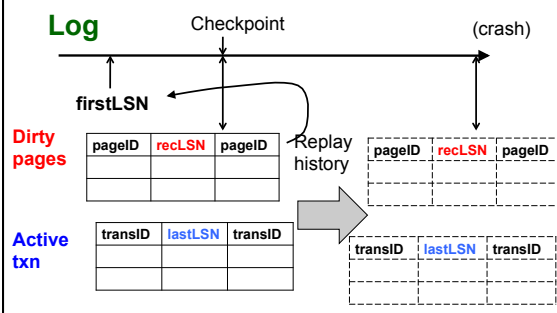 Log
Checkpoint
(crash)
firstLSN
Dirty
pages
pageID recLSN pageID
Replay
history
pageID recLSN pageID
Active
txn
transID lastLSN transID
transID lastLSN transID